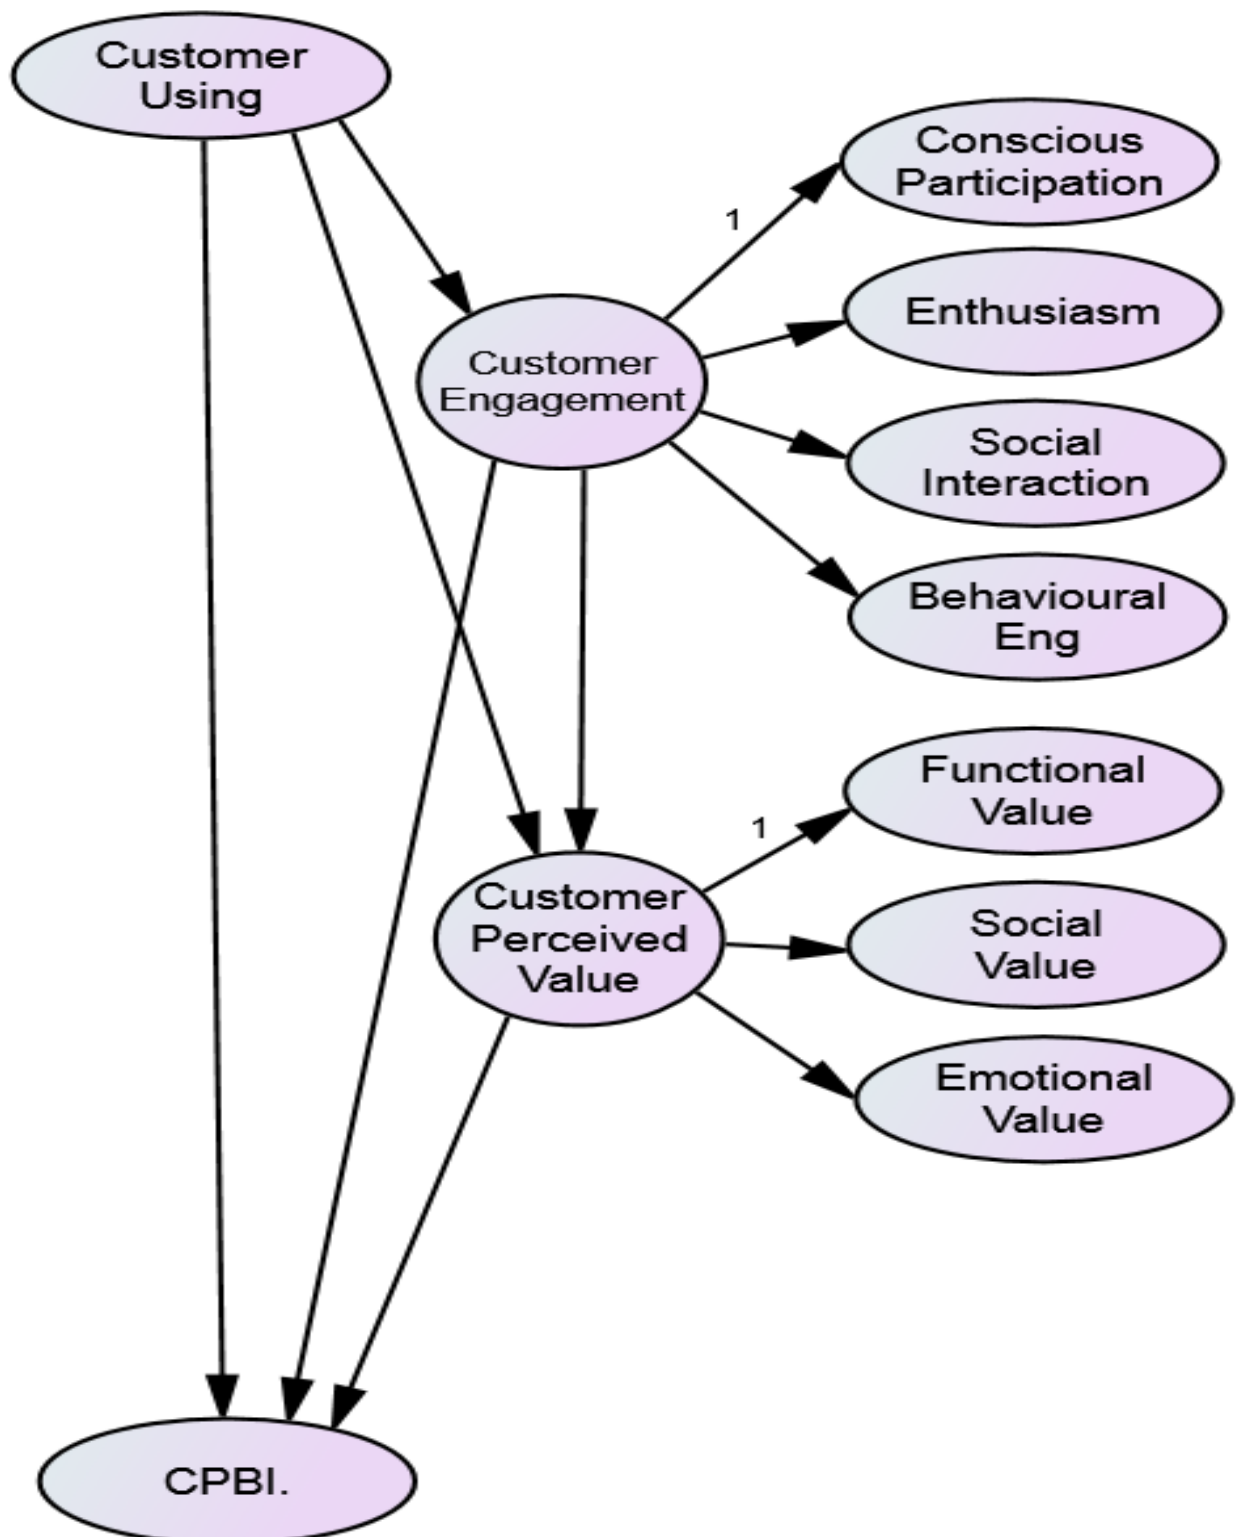 Customer
Using
Conscious
Participation
1
Enthusiasm
Customer
Engagement
Social
Interaction
Behavioural
Eng
Functional
Value
1
Customer
Perceived
Value
Social
Value
Emotional
Value
CPBI.